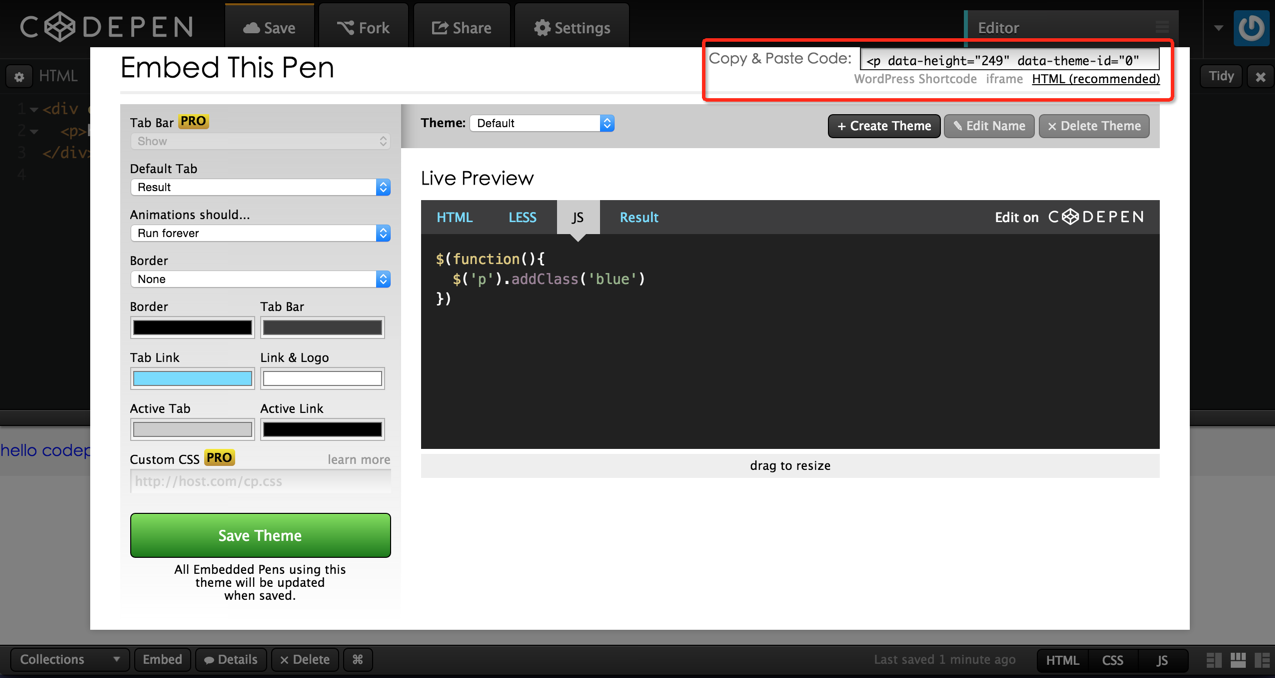 CODEPEN
Save
Fork
Share
Settings
Editor
HTML
Tidy
1 <div
2 <p>
3 </div>
4
hello codep
Embed This Pen
Copy & Paste Code: <p data-height="249" data-theme-id="0"
WordPress Shortcode iframe HTML (recommended)
Tab Bar PRO
Show
Default Tab
Result
Animations should...
Run forever
Border
None
Border Tab Bar
Tab Link Link & Logo
Active Tab Active Link
Custom CSS PRO learn more
http://host.com/cp.css
Save Theme
All Embedded Pens using this
theme will be updated
when saved.
Theme: Default
+ Create Theme
Edit Name
× Delete Theme
Live Preview
HTML LESS JS Result Edit on CODEPEN
$(function(){
$('p').addClass('blue')
})
drag to resize
Collections Embed Details × Delete ⌘ Last saved 1 minute ago HTML CSS JS